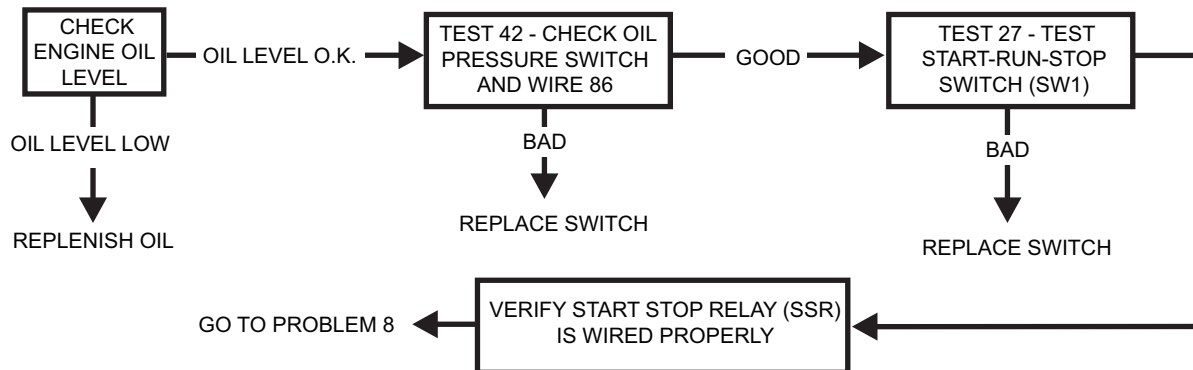 CHECK
ENGINE OIL
LEVEL
OIL LEVEL O.K.
TEST 42 - CHECK OIL
PRESSURE SWITCH
AND WIRE 86
GOOD
TEST 27 - TEST
START-RUN-STOP
SWITCH (SW1)
OIL LEVEL LOW
BAD
BAD
REPLENISH OIL
REPLACE SWITCH
REPLACE SWITCH
GO TO PROBLEM 8
VERIFY START STOP RELAY (SSR)
IS WIRED PROPERLY